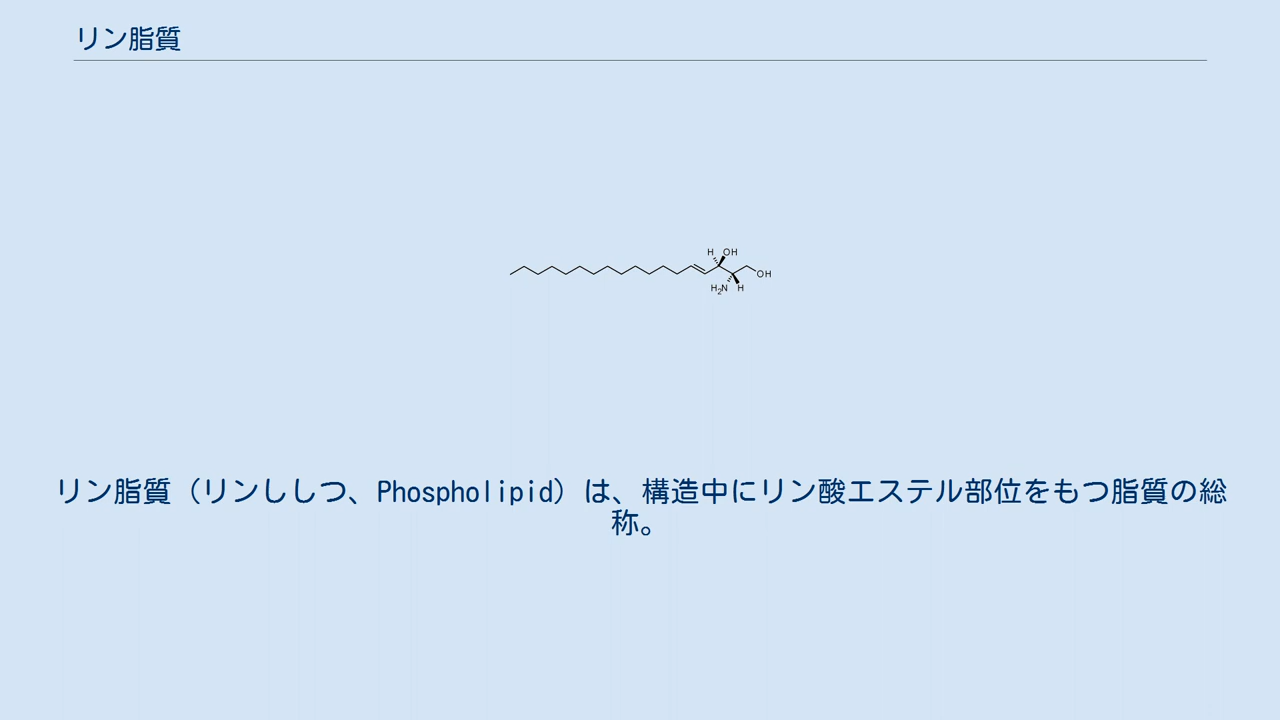 リン脂質
H OH
OH
H2N H
リン脂質（リンししつ、Phospholipid）は、構造中にリン酸エステル部位をもつ脂質の総
称。